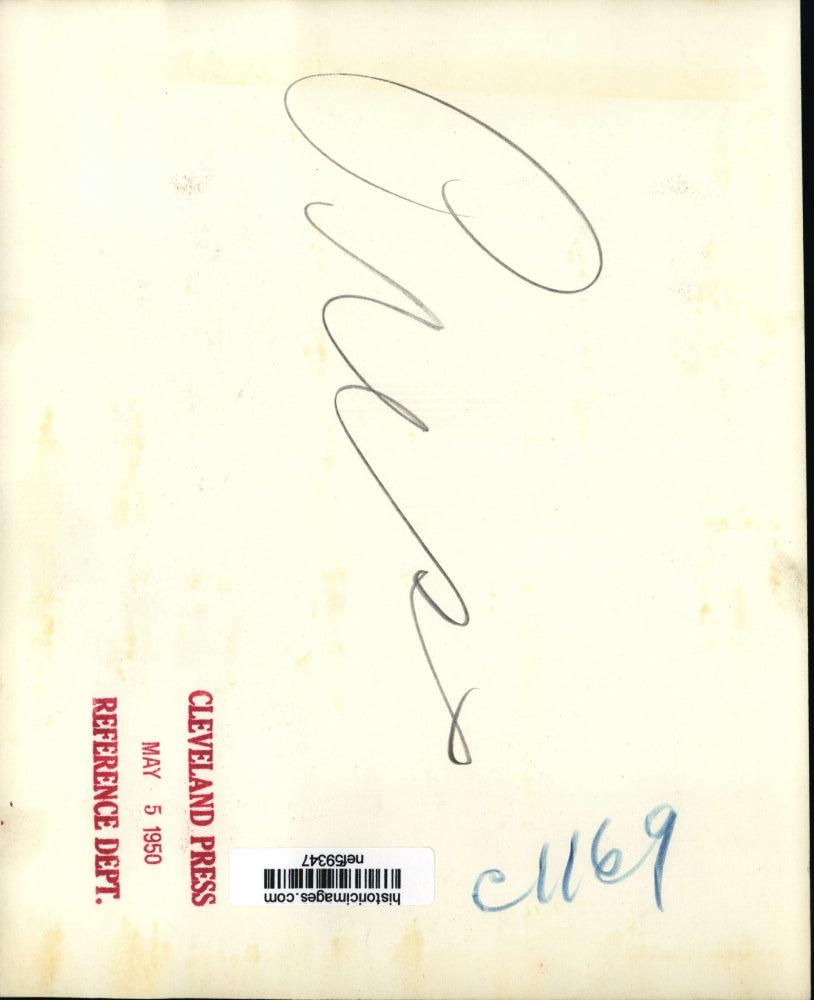 CLEVELAND PRESS
MAY 5 1950
REFERENCE DEPT.
historicimages.com
nef59347
c1169